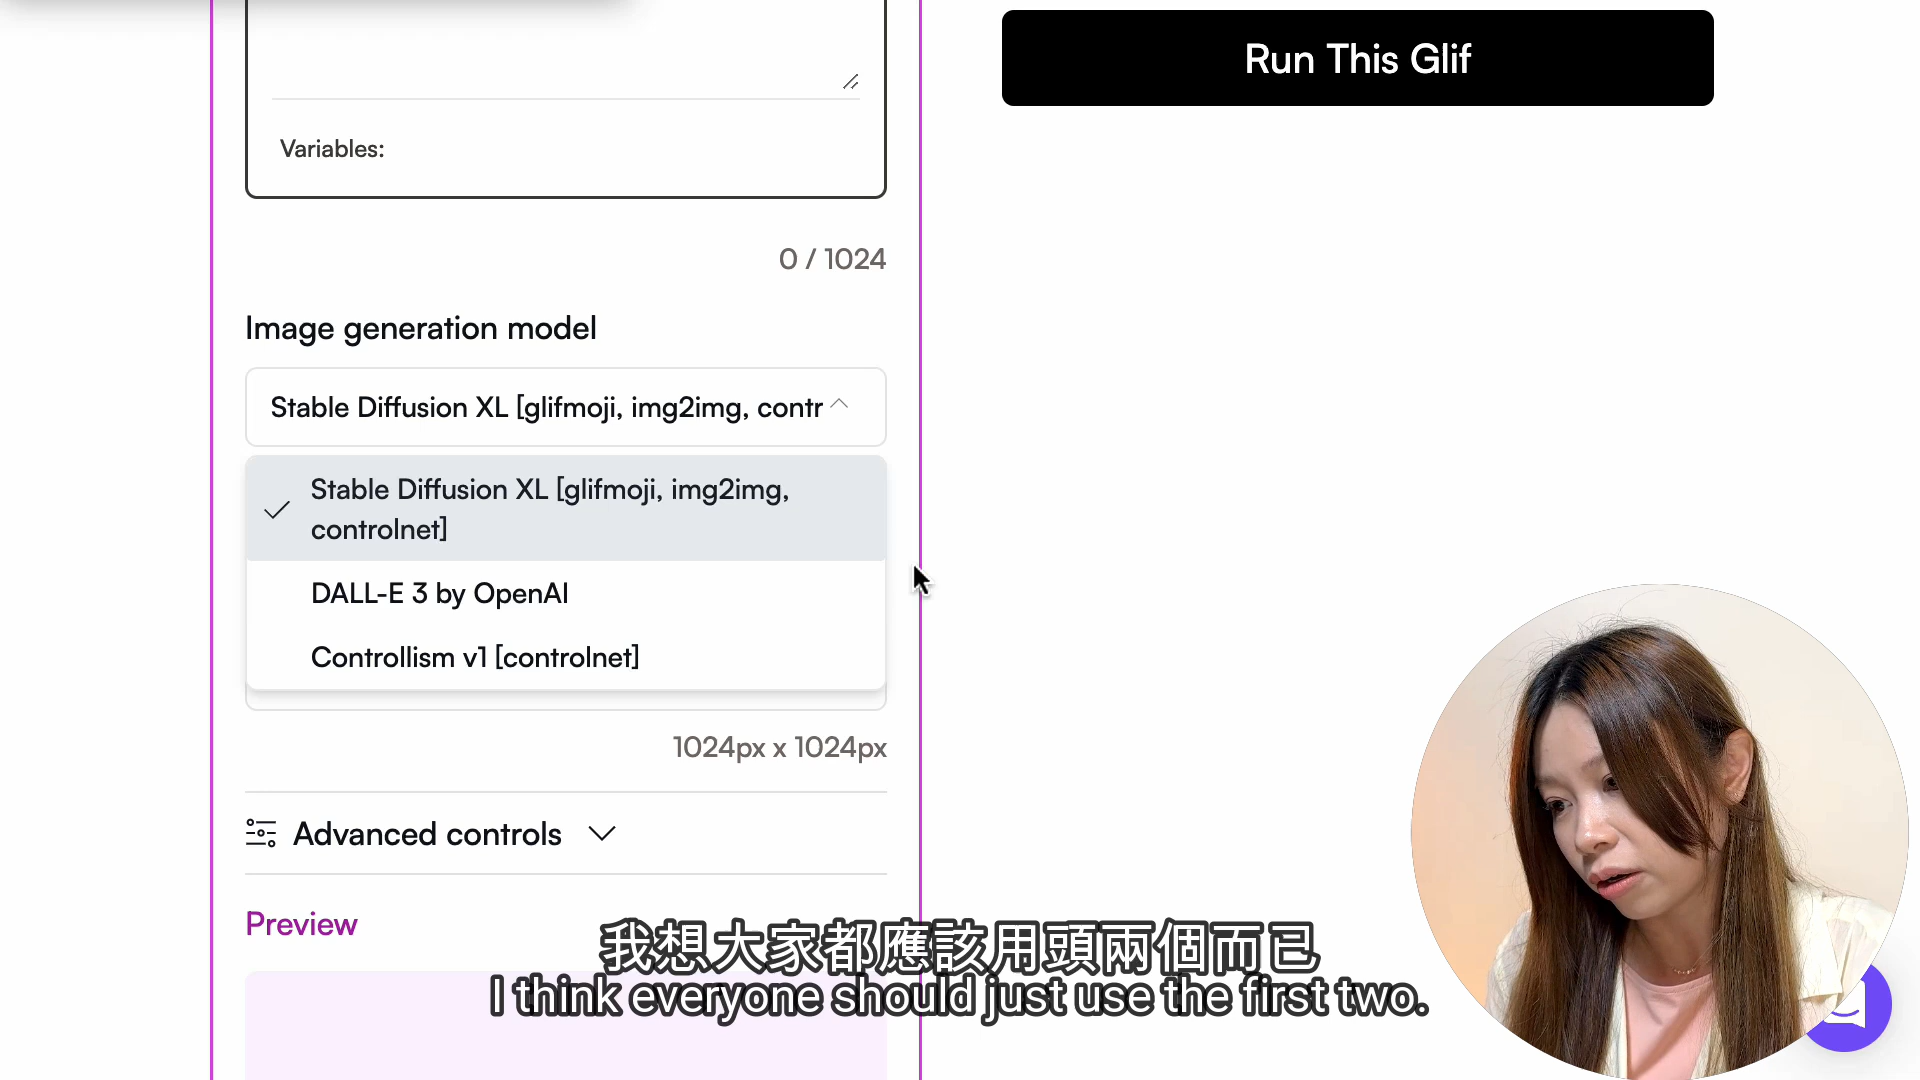 Run This Glif
Variables:
0 / 1024
Image generation model
Stable Diffusion XL [glifmoji, img2img, contr
Stable Diffusion XL [glifmoji, img2img,
controlnet]
DALL-E 3 by OpenAI
Controllism v1 [controlnet]
1024px x 1024px
Advanced controls
Preview
我想大家都應該用頭兩個而已
I think everyone should just use the first two.